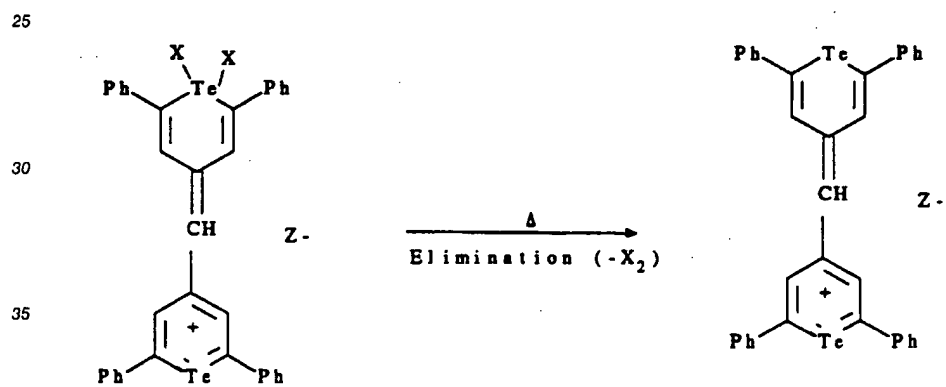 25
X X
Ph Te Ph
30
CH
Z-
Δ
Elimination (-X₂)
35
+
Ph Te Ph
Ph Te Ph
CH
Z-
+
Ph Te Ph